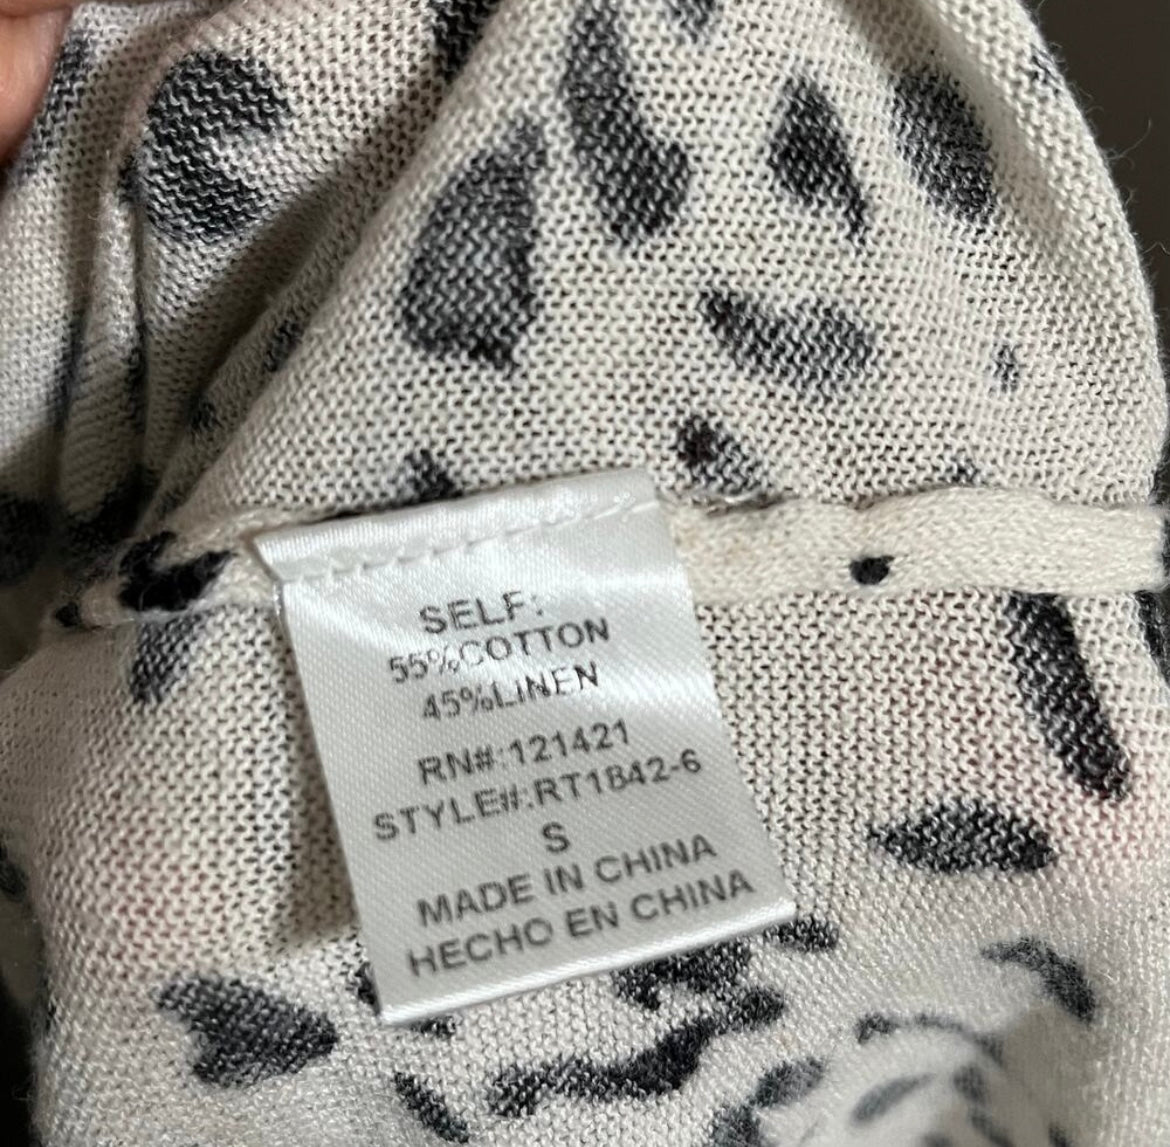 SELF:
55%COTTON
45%LINEN
RN#:121421
STYLE#:RT1842-6
S
MADE IN CHINA
HECHO EN CHINA